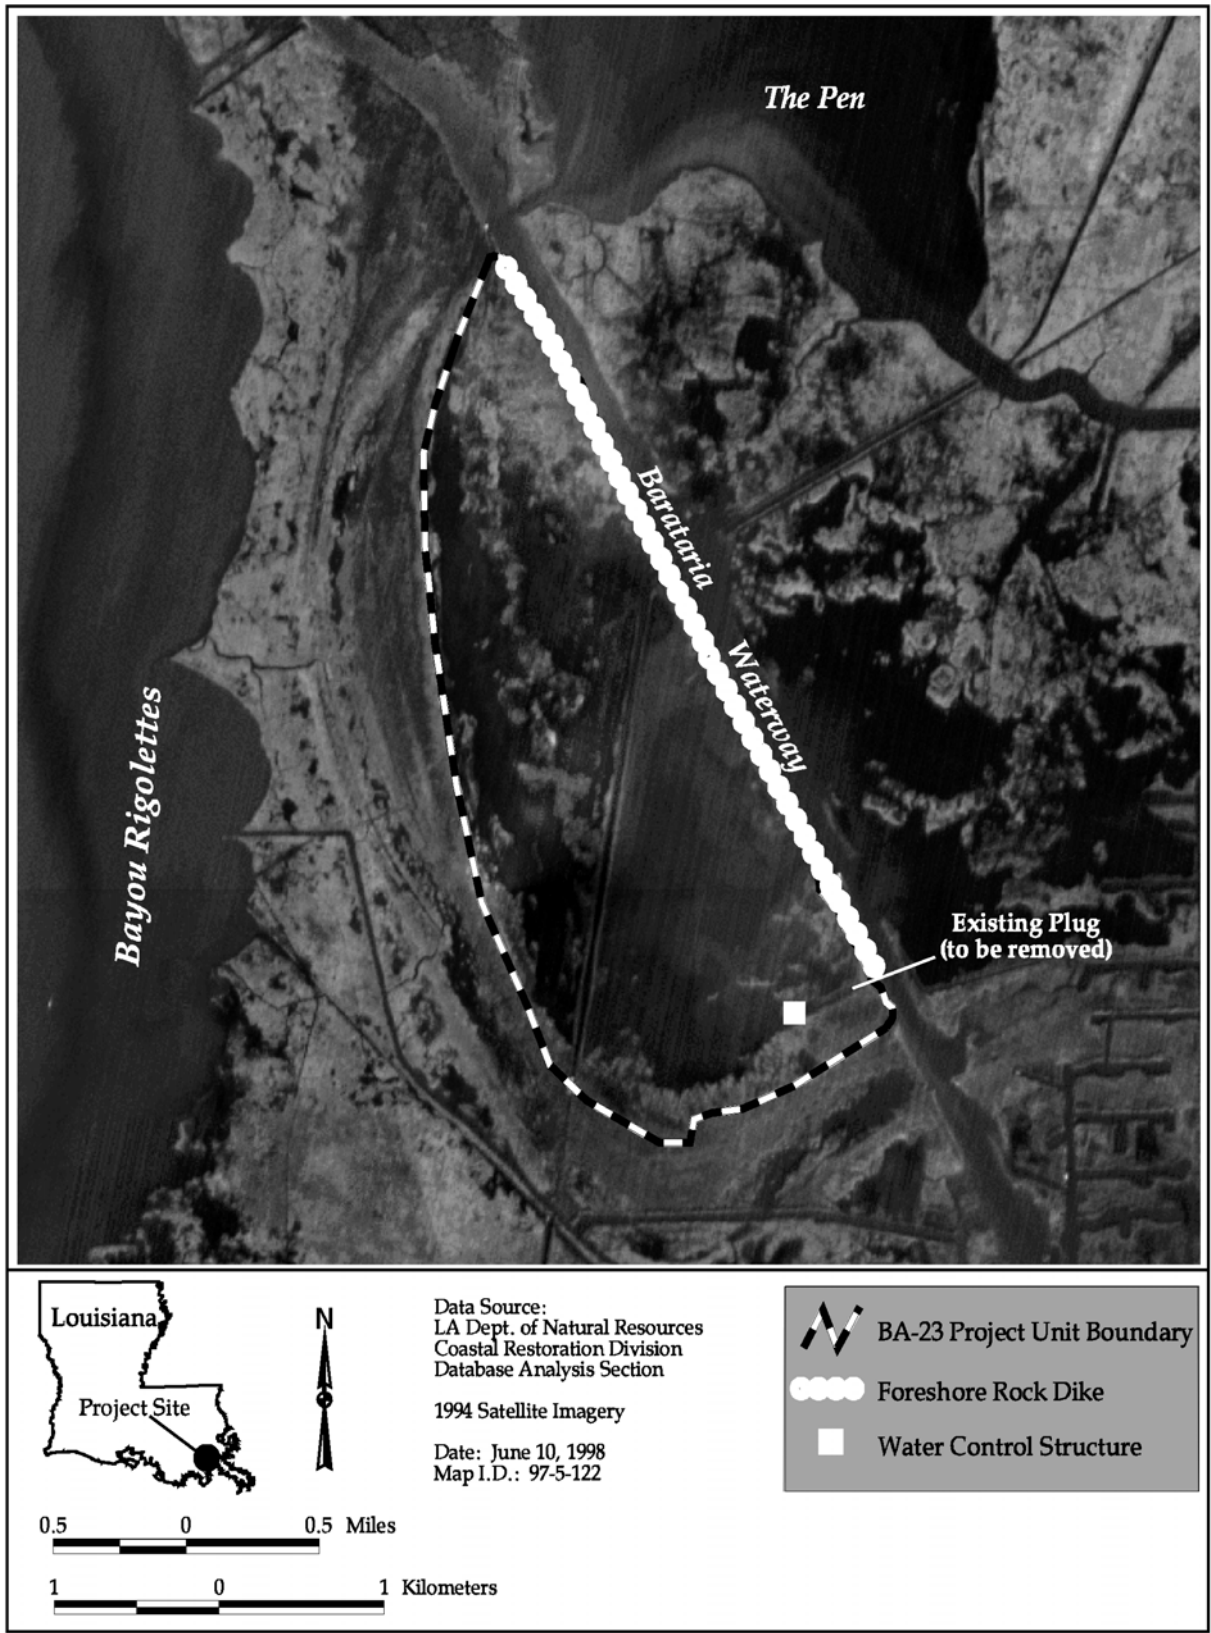 The Pen
Barataria
Waterway
Bayou Rigolettes
Existing Plug
(to be removed)
Louisiana
Project Site
N
Data Source:
LA Dept. of Natural Resources
Coastal Restoration Division
Database Analysis Section
1994 Satellite Imagery
Date: June 10, 1998
Map I.D.: 97-5-122
BA-23 Project Unit Boundary
Foreshore Rock Dike
Water Control Structure
0.5 0 0.5 Miles
1 0 1 Kilometers